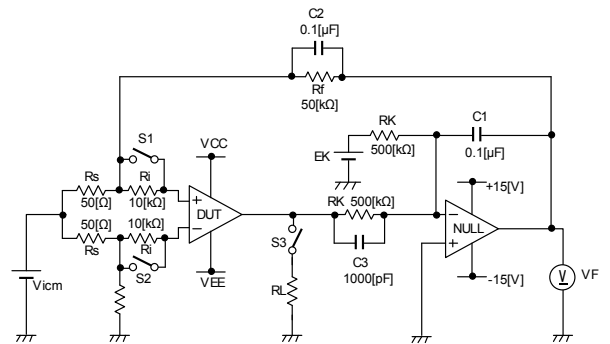 C2
0.1[µF]
Rf
50[kΩ]
RK
500[kΩ]
C1
0.1[µF]
EK
S1
VCC
Rs
50[Ω]
Ri
10[kΩ]
+15[V]
RK 500[kΩ]
+
DUT
−
−
NULL
+
50[Ω]
10[kΩ]
Rs
Ri
S3
Vicm
S2
VEE
C3
1000[pF]
-15[V]
V
VF
RL